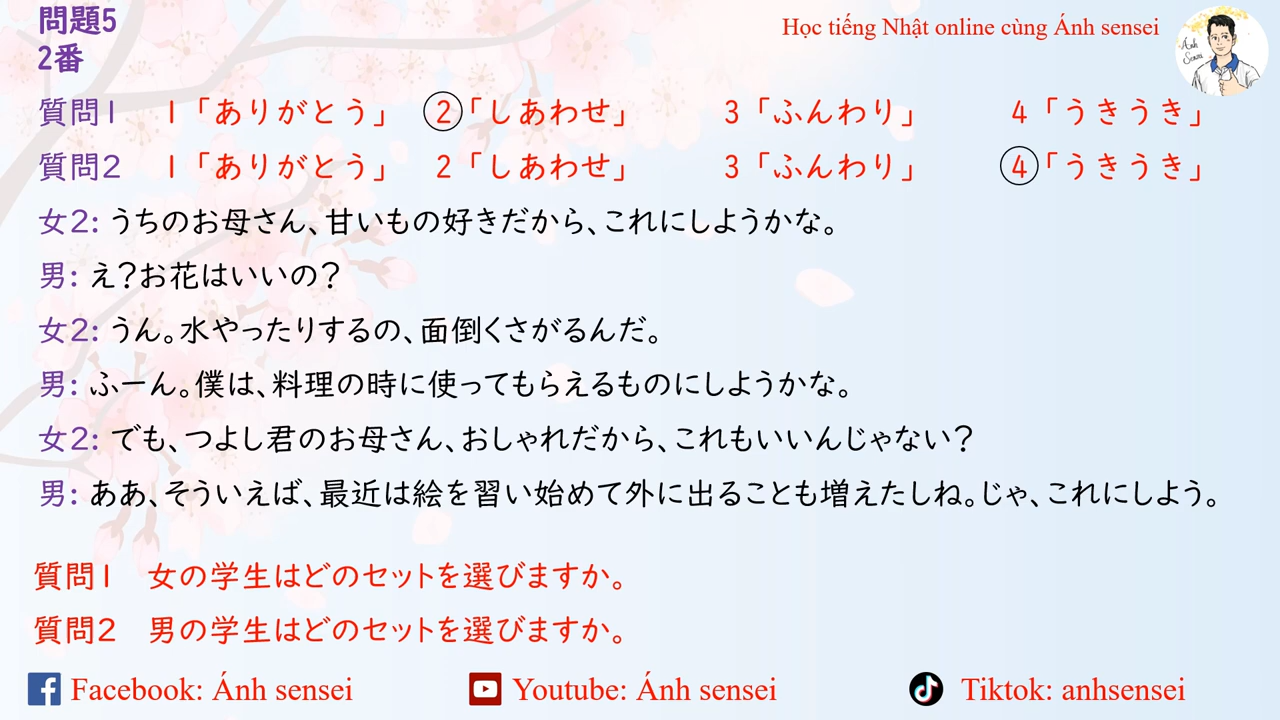 問題5
2番
Học tiếng Nhật online cùng Ánh sensei
Ánh Sensei
質問1 1「ありがとう」 2「しあわせ」 3「ふんわり」 4「うきうき」
質問2 1「ありがとう」 2「しあわせ」 3「ふんわり」 4「うきうき」
女2: うちのお母さん、甘いもの好きだから、これにしようかな。
男: え?お花はいいの?
女2: うん。水やったりするの、面倒くさがるんだ。
男: ふーん。僕は、料理の時に使ってもらえるものにしようかな。
女2: でも、つよし君のお母さん、おしゃれだから、これもいいんじゃない?
男: ああ、そういえば、最近は絵を習い始めて外に出ることも増えたしね。じゃ、これにしよう。
質問1 女の学生はどのセットを選びますか。
質問2 男の学生はどのセットを選びますか。
Facebook: Ánh sensei
Youtube: Ánh sensei
Tiktok: anhsensei